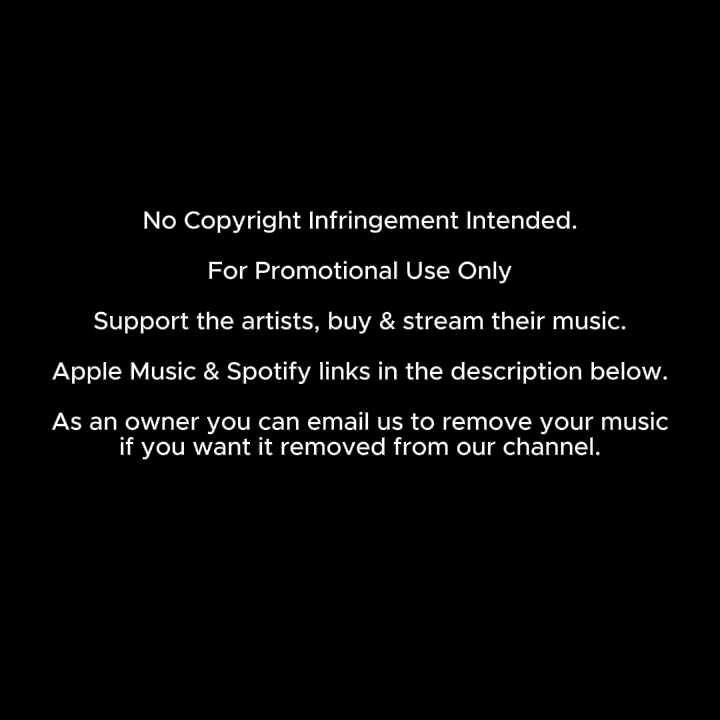 No Copyright Infringement Intended.
For Promotional Use Only
Support the artists, buy & stream their music.
Apple Music & Spotify links in the description below.
As an owner you can email us to remove your music
if you want it removed from our channel.